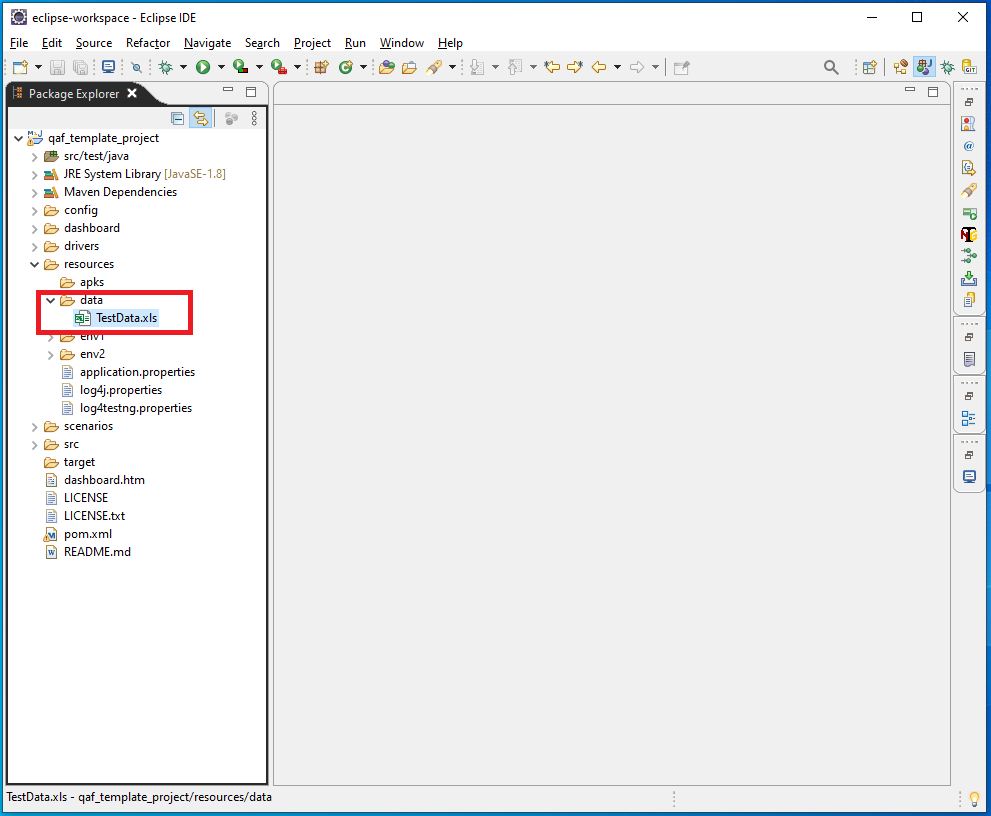 eclipse-workspace - Eclipse IDE
File Edit Source Refactor Navigate Search Project Run Window Help
Package Explorer
qaf_template_project
src/test/java
JRE System Library [JavaSE-1.8]
Maven Dependencies
config
dashboard
drivers
resources
apks
data
TestData.xls
env1
env2
application.properties
log4j.properties
log4testng.properties
scenarios
src
target
dashboard.htm
LICENSE
LICENSE.txt
pom.xml
README.md
TestData.xls - qaf_template_project/resources/data